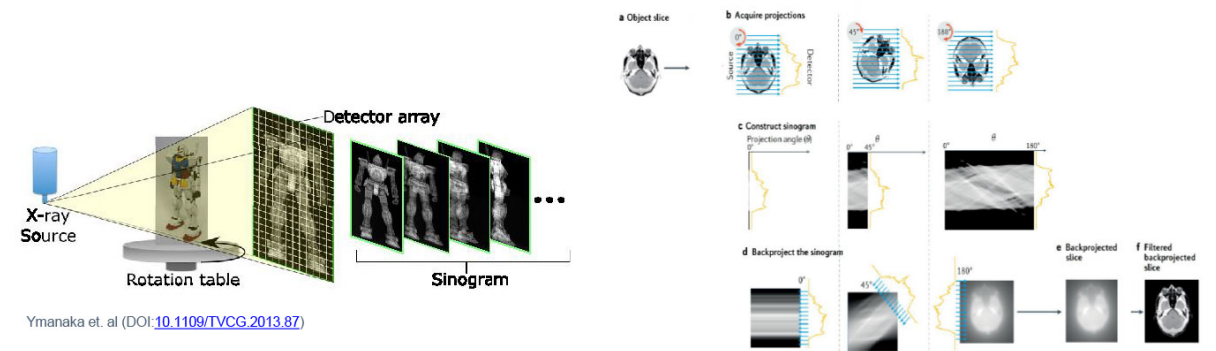 Detector array
X-ray
Source
Rotation table
Sinogram
Ymanaka et. al (DOI:10.1109/TVCG.2013.87)
a Object slice
b Acquire projections
0°
Source
Detector
45°
180°
c Construct sinogram
Projection angle (θ)
0°
θ
0° 45°
θ
0° 180°
d Backproject the sinogram
0°
45°
180°
e Backprojected
slice
f Filtered
backprojected
slice